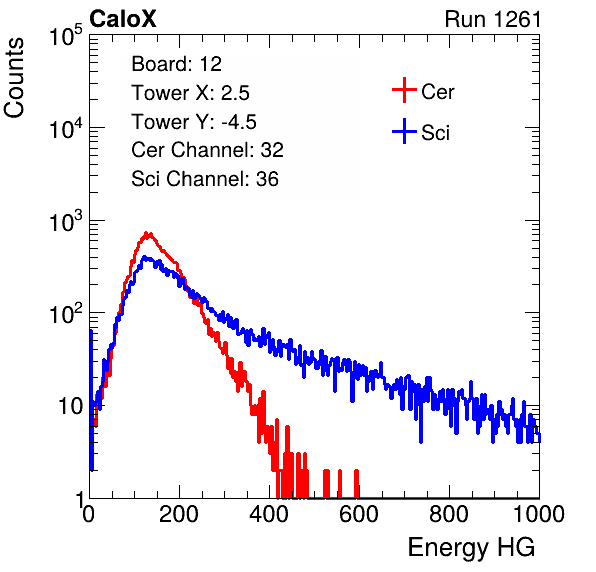 CaloX Run 1261
Counts
Board: 12
Tower X: 2.5
Tower Y: -4.5
Cer Channel: 32
Sci Channel: 36
Cer
Sci
10^5
10^4
10^3
10^2
10
1
0 200 400 600 800 1000
Energy HG